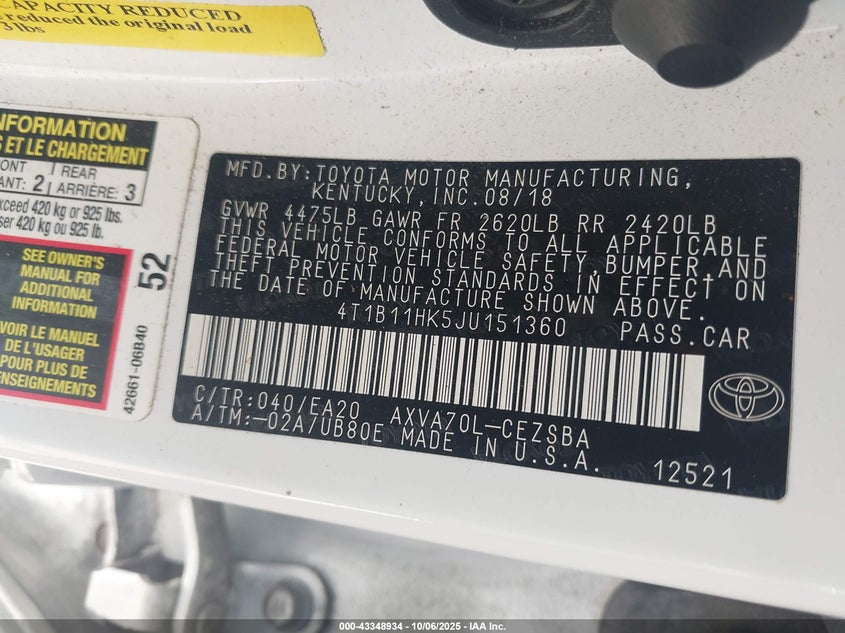 CAPACITY REDUCED
reduced the original load
3 lbs
INFORMATION
ET LE CHARGEMENT
REAR
2 ARRIÈRE: 3
exceed 420 kg or 925 lbs.
420 kg ou 925 lb.
SEE OWNER'S
MANUAL FOR
ADDITIONAL
INFORMATION
VOIR LE MANUEL
DE L'USAGER
POUR PLUS DE
RENSEIGNEMENTS
52
42661-06B40
MFD.BY:TOYOTA MOTOR MANUFACTURING,
KENTUCKY,INC.08/18
GVWR 4475LB GAWR FR 2620LB RR 2420LB
THIS VEHICLE CONFORMS TO ALL APPLICABLE
FEDERAL MOTOR VEHICLE SAFETY,BUMPER,AND
THEFT PREVENTION STANDARDS IN EFFECT ON
THE DATE OF MANUFACTURE SHOWN ABOVE.
4T1B11HK5JU151360 PASS.CAR
C/TR:040/EA20 AXVA70L-CEZSBA
A/TM:-02A/UB80E MADE IN U.S.A.
12521
000-43348934 - 10/06/2025 - IAA Inc.